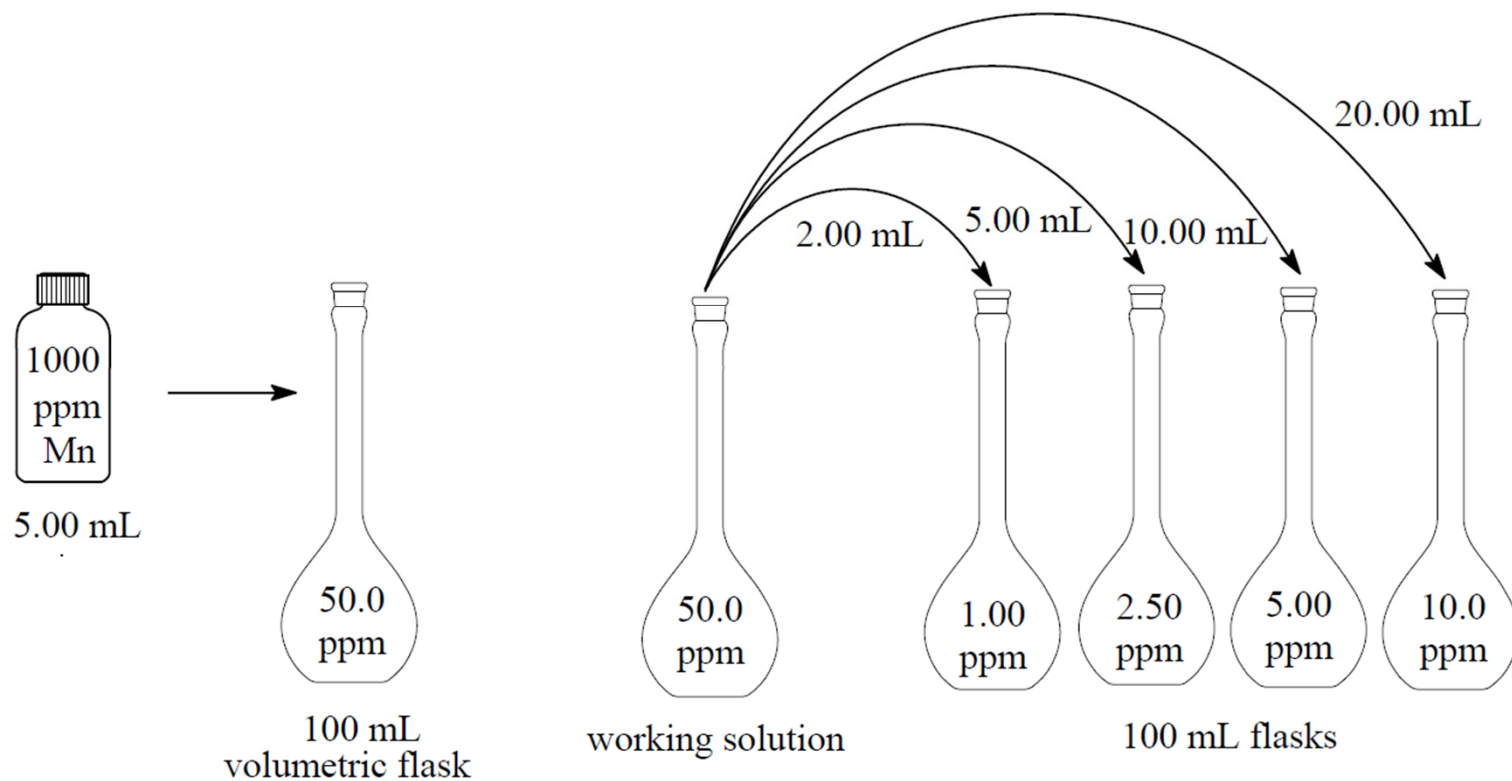 1000
ppm
Mn
5.00 mL
50.0
ppm
100 mL
volumetric flask
50.0
ppm
working solution
2.00 mL
5.00 mL
10.00 mL
20.00 mL
1.00
ppm
2.50
ppm
5.00
ppm
10.0
ppm
100 mL flasks